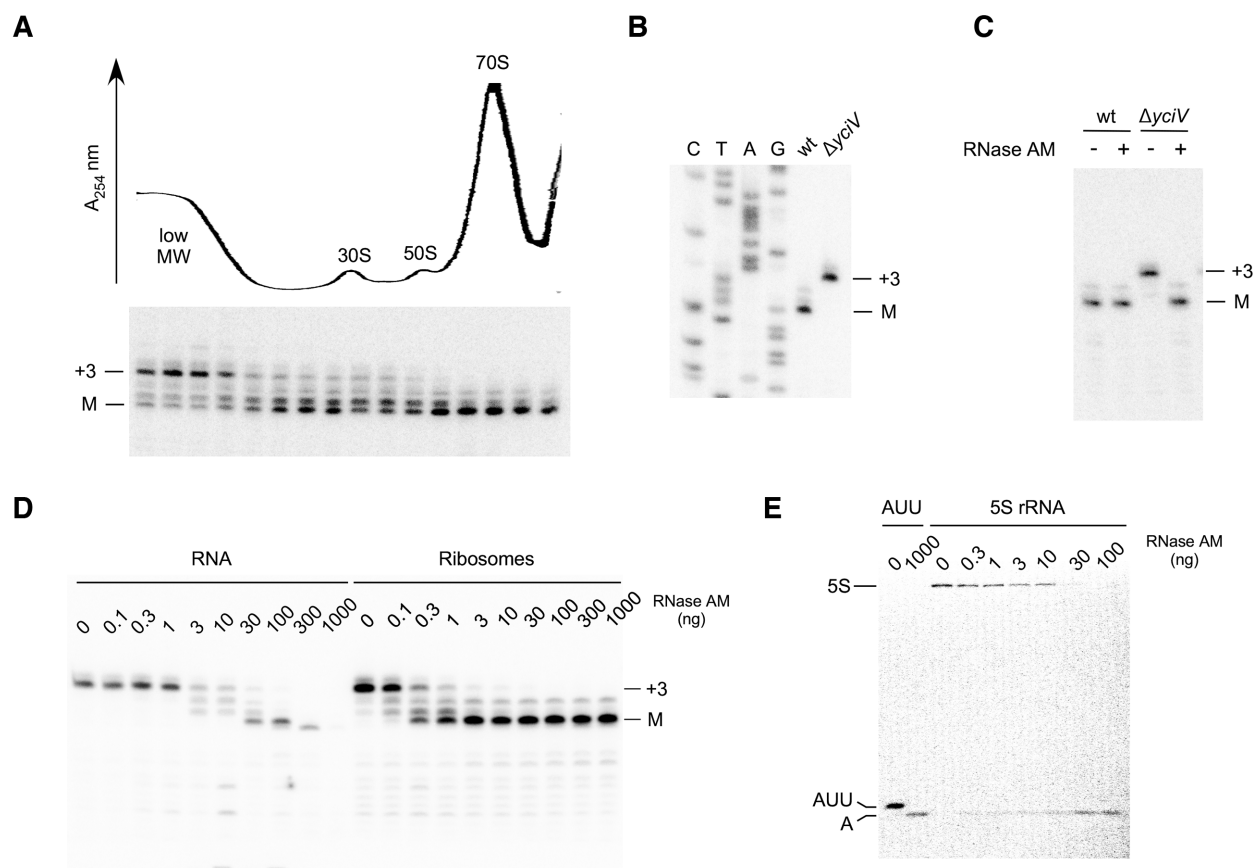 A
A254 nm
70S
low
MW
30S
50S
+3
M
B
C T A G wt ΔyciV
+3
M
C
wt ΔyciV
RNase AM - + - +
+3
M
D
RNA Ribosomes
RNase AM
(ng)
0 0.1 0.3 1 3 10 30 100 300 1000 0 0.1 0.3 1 3 10 30 100 300 1000
+3
M
E
AUU 5S rRNA
RNase AM
(ng)
0 1000 0 0.3 1 3 10 30 100
5S
AUU
A